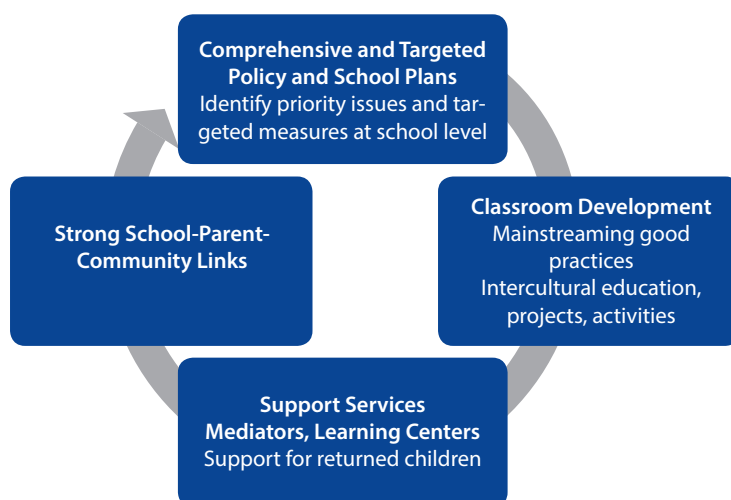 Comprehensive and Targeted
Policy and School Plans
Identify priority issues and tar-
geted measures at school level
Classroom Development
Mainstreaming good
practices
Intercultural education,
projects, activities
Support Services
Mediators, Learning Centers
Support for returned children
Strong School-Parent-
Community Links